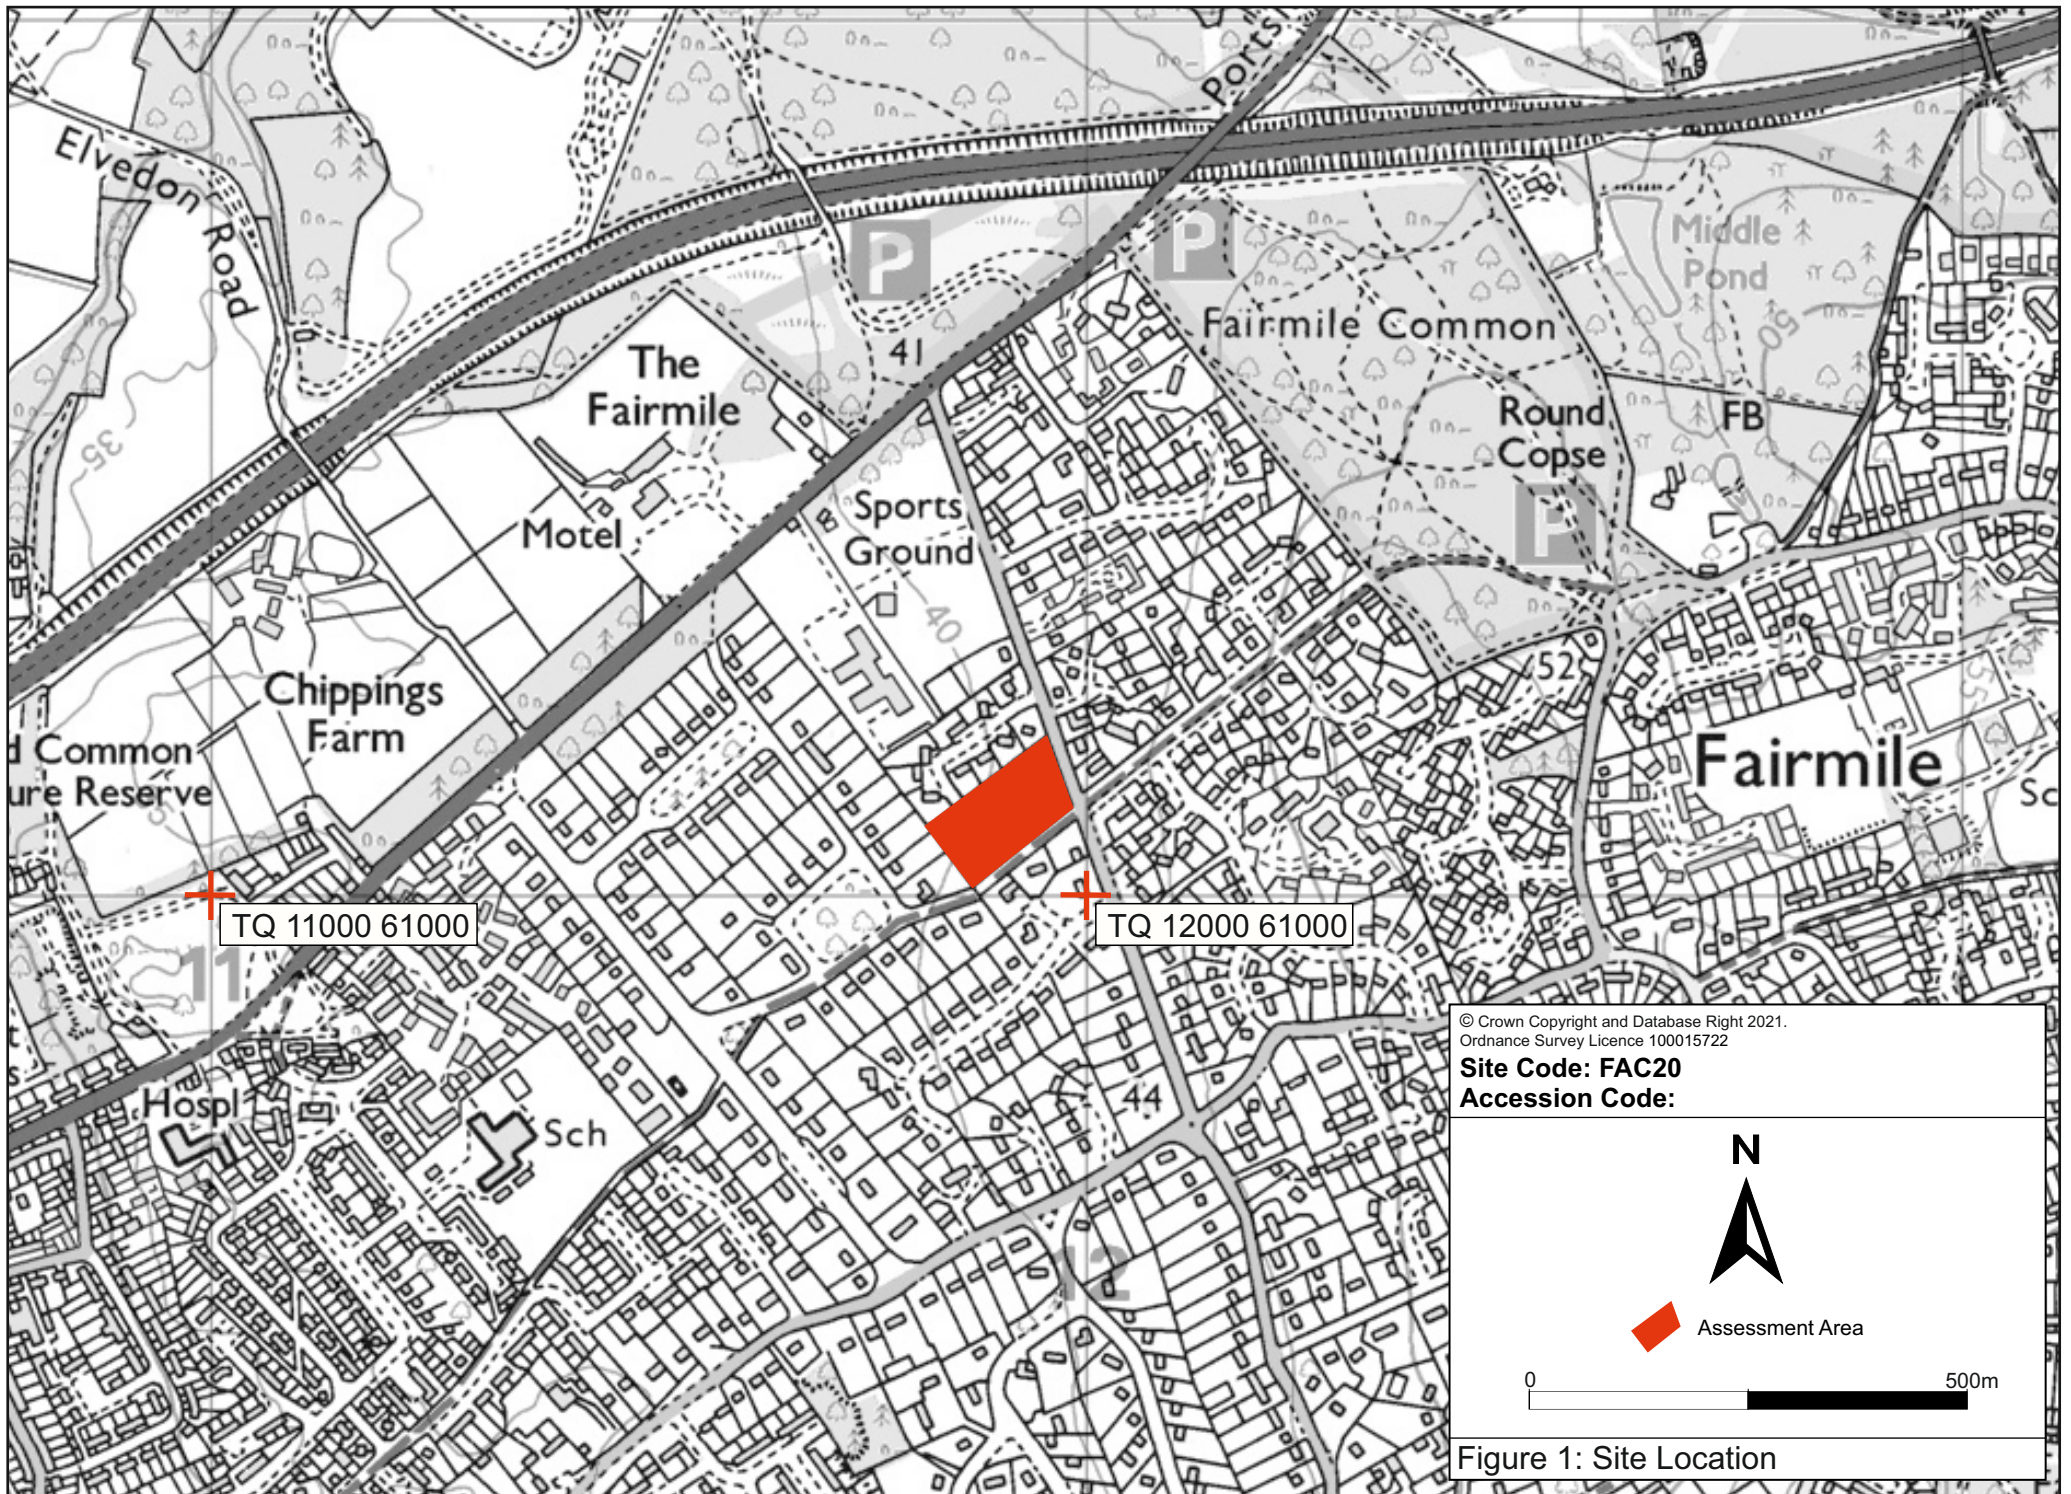 Ports
Elvedon Road
P
P
Middle
Pond
50
Fairmile Common
41
The
Fairmile
Round
Copse
FB
35
Motel
Sports
Ground
P
40
52
55
Chippings
Farm
d Common
ure Reserve
Fairmile
Sc
TQ 11000 61000
TQ 12000 61000
11
44
Hospl
Sch
12
© Crown Copyright and Database Right 2021.
Ordnance Survey Licence 100015722
Site Code: FAC20
Accession Code:
N
Assessment Area
0 500m
Figure 1: Site Location